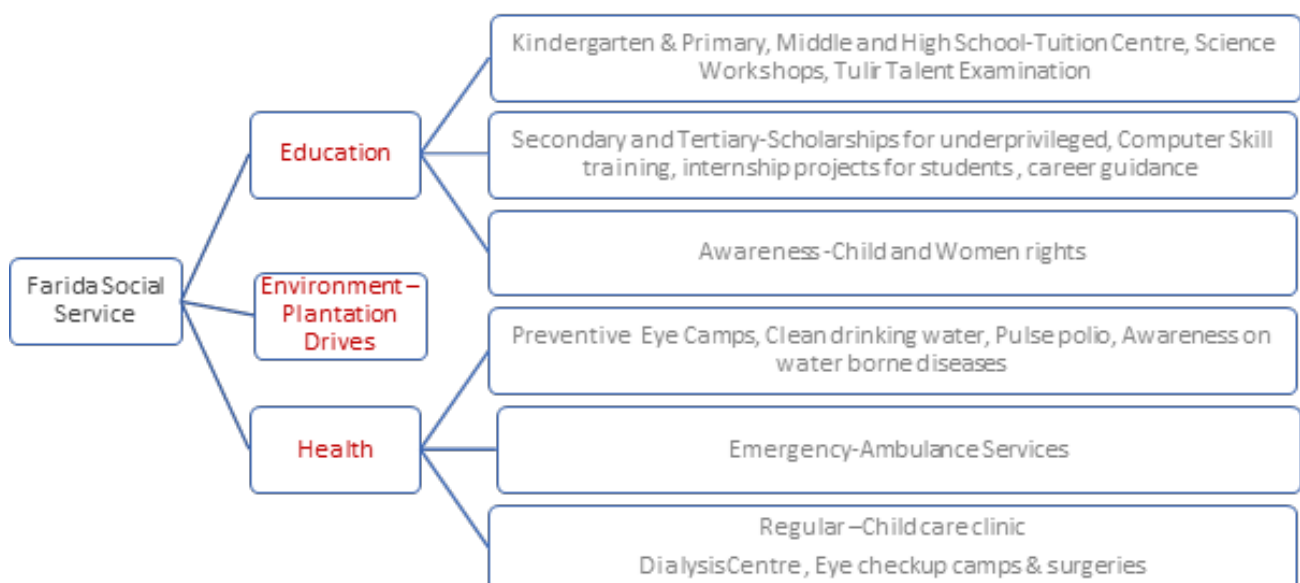 Farida Social
Service
Education
Kindergarten & Primary, Middle and High School-Tuition Centre, Science
Workshops, Tulir Talent Examination
Secondary and Tertiary-Scholarships for underprivileged, Computer Skill
training, internship projects for students , career guidance
Awareness -Child and Women rights
Environment –
Plantation
Drives
Health
Preventive Eye Camps, Clean drinking water, Pulse polio, Awareness on
water borne diseases
Emergency-Ambulance Services
Regular –Child care clinic
Dialysis Centre , Eye checkup camps & surgeries